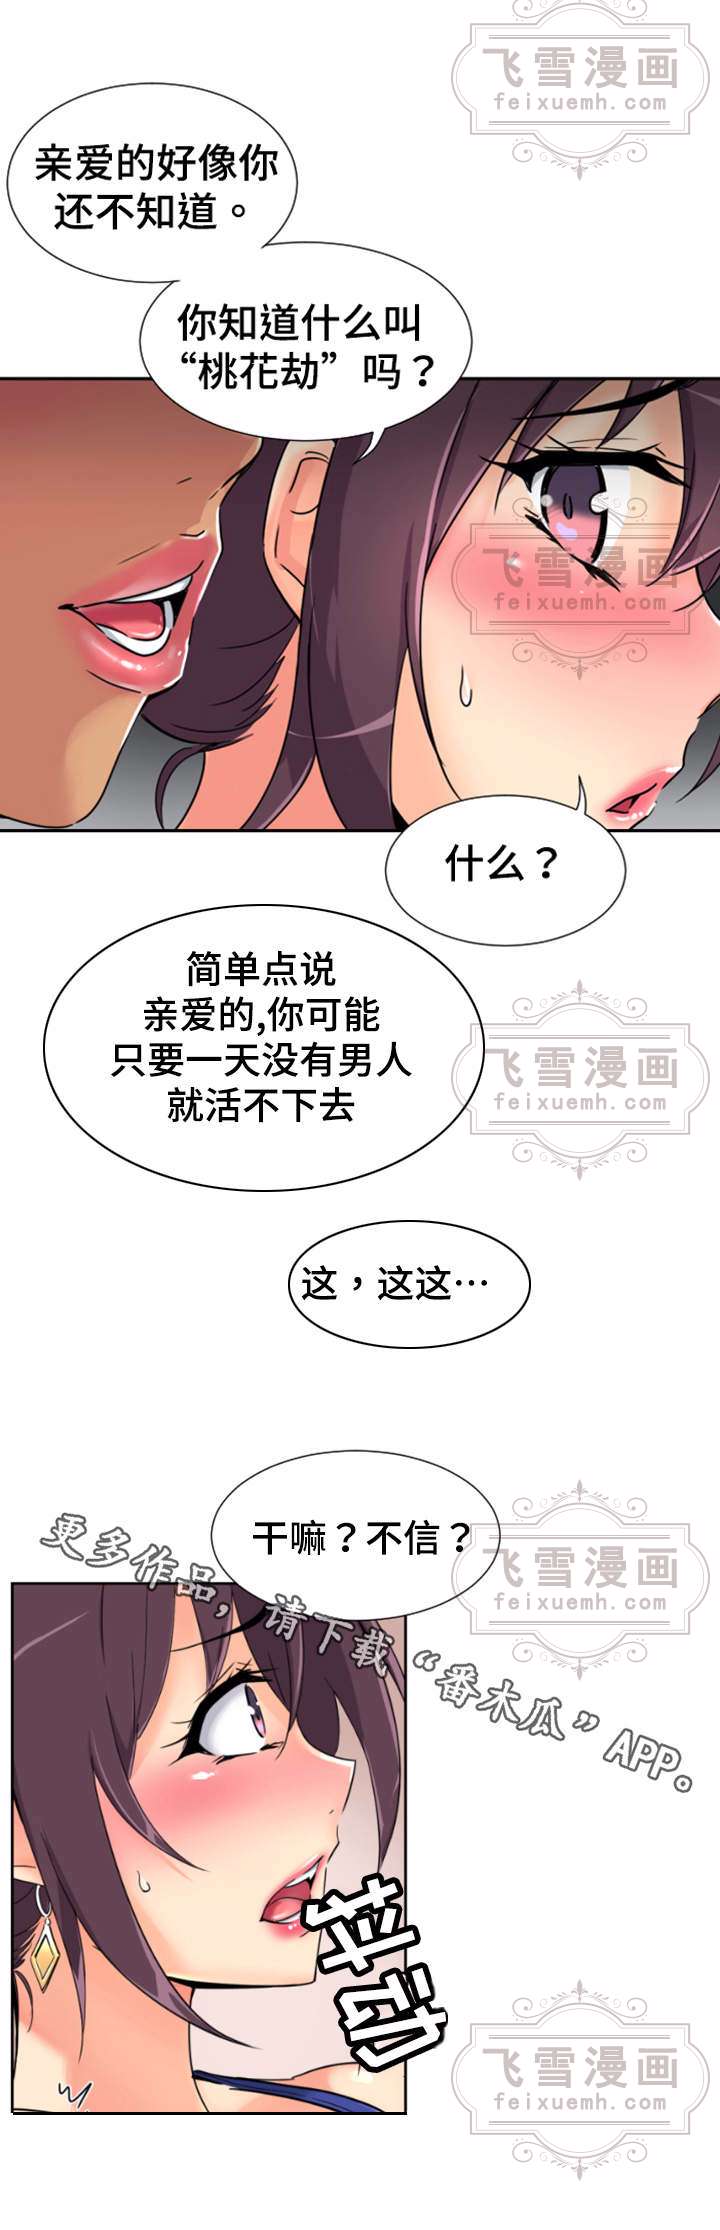 飞雪漫画
feixuemh.com
亲爱的好像你
还不知道。
你知道什么叫
“桃花劫”吗？
飞雪漫画
feixuemh.com
什么？
简单点说
亲爱的,你可能
只要一天没有男人
就活不下去
飞雪漫画
feixuemh.com
这，这这…
干嘛？不信？
飞雪漫画
feixuemh.com
更多作品，请下载“番木瓜”APP。
抖动
飞雪漫画
feixuemh.com